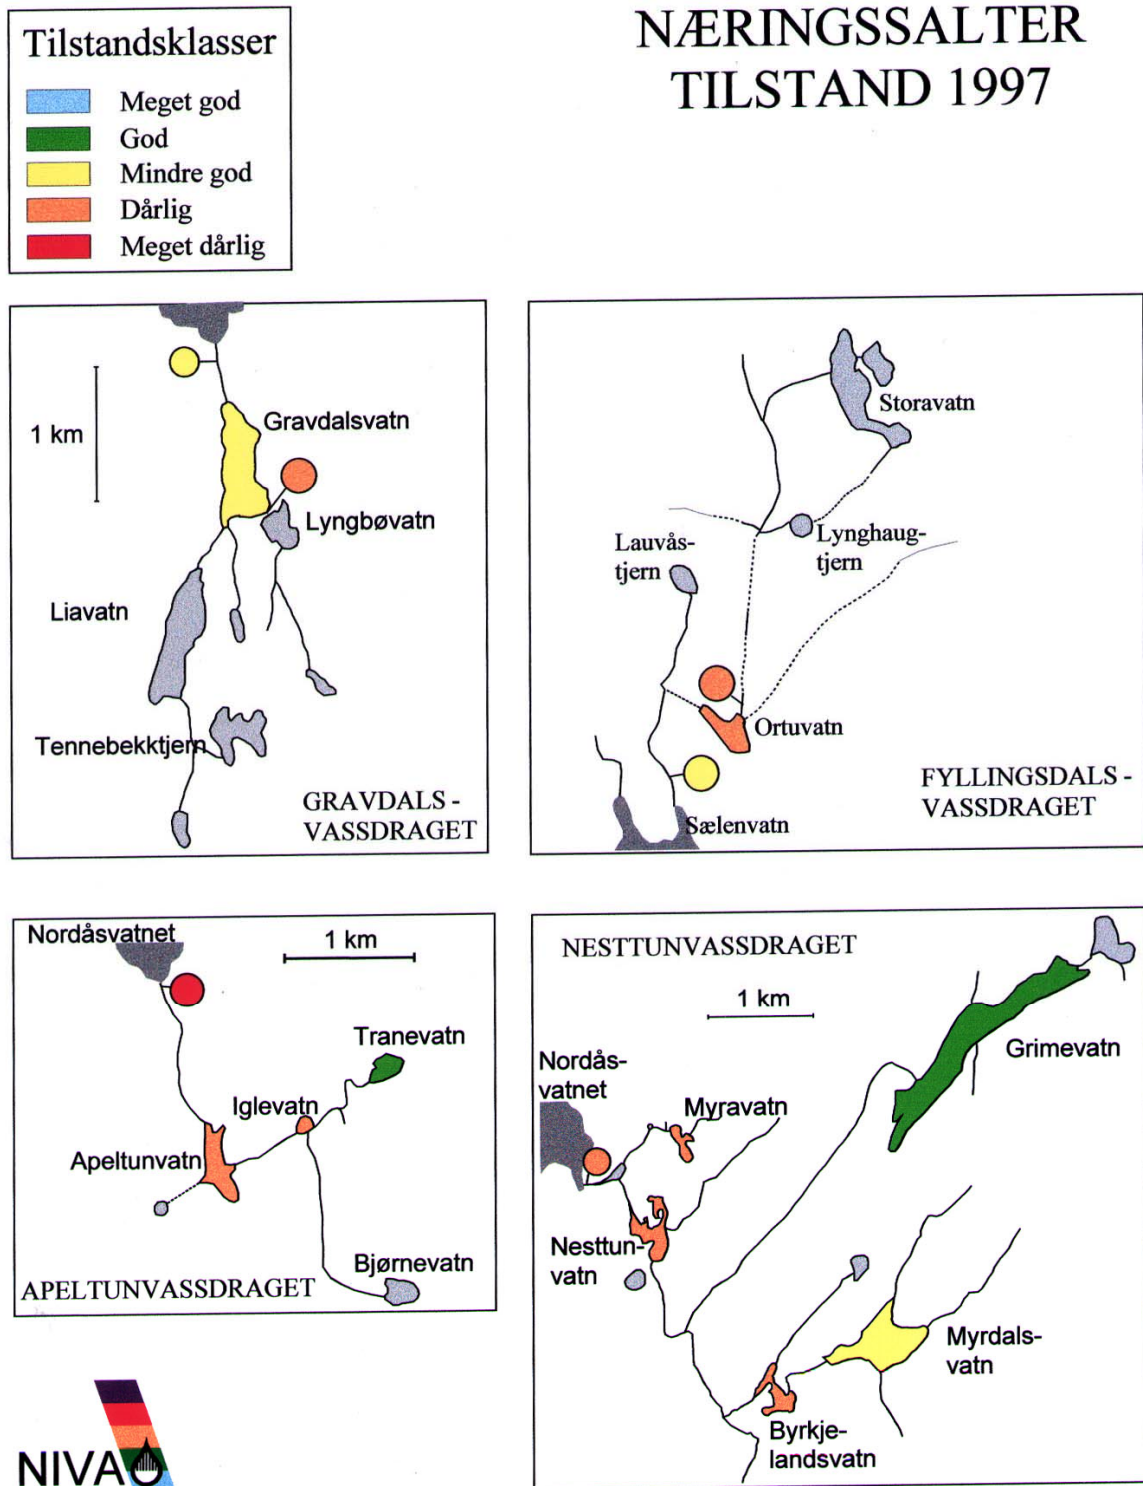 NÆRINGSSALTER
TILSTAND 1997
Tilstandsklasser
Meget god
God
Mindre god
Dårlig
Meget dårlig
1 km
Gravdalsvatn
Lyngbøvatn
Liavatn
Tennebekktjern
GRAVDALS -
VASSDRAGET
Storavatn
Lauvås-
tjern
Lynghaug-
tjern
Ortuvatn
Sælenvatn
FYLLINGSDALS -
VASSDRAGET
Nordåsvatnet
1 km
Tranevatn
Iglevatn
Apeltunvatn
Bjørnevatn
APELTUNVASSDRAGET
NESTTUNVASSDRAGET
1 km
Grimevatn
Nordås-
vatnet
Myravatn
Nesttun-
vatn
Myrdals-
vatn
Byrkje-
landsvatn
NIVA